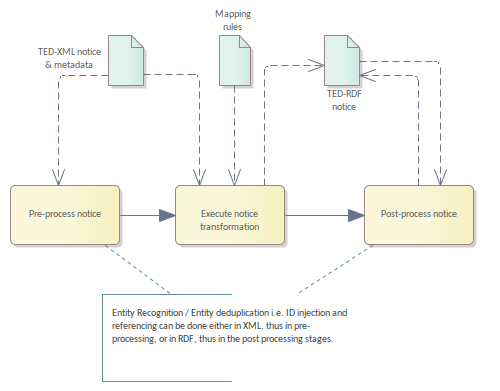 Mapping
rules
TED-XML notice
& metadata
TED-RDF
notice
Pre-process notice
Execute notice
transformation
Post-process notice
Entity Recognition / Entity deduplication i.e. ID injection and
referencing can be done either in XML, thus in pre-
processing, or in RDF, thus in the post processing stages.